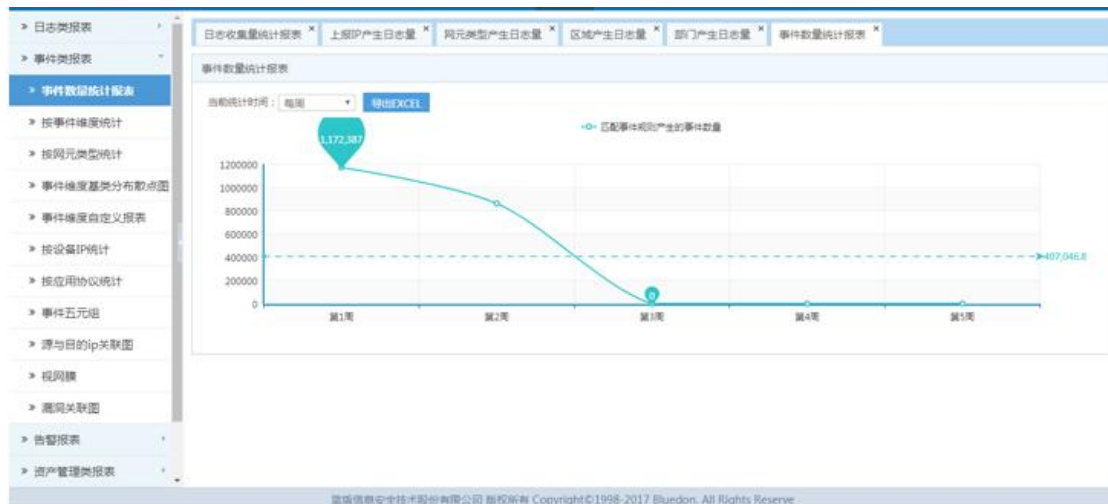 日志类报表
事件类报表
事件数量统计报表
按事件维度统计
按网元类型统计
事件维度基类分布散点图
事件维度自定义报表
按设备IP统计
按应用协议统计
事件五元组
源与目的ip关联图
视网膜
漏洞关联图
告警报表
资产管理类报表
日志收集量统计报表 × 上报IP产生日志量 × 网元类型产生日志量 × 区域产生日志量 × 部门产生日志量 × 事件数量统计报表 ×
事件数量统计报表
当前统计时间: 每周 导出EXCEL
匹配事件规则产生的事件数量
1,172,387
1200000
1000000
800000
600000
400000
200000
0
407,046.8
0
第1周 第2周 第3周 第4周 第5周
蓝盾信息安全技术股份有限公司 版权所有 Copyright©1998-2017 Bluedon. All Rights Reserve